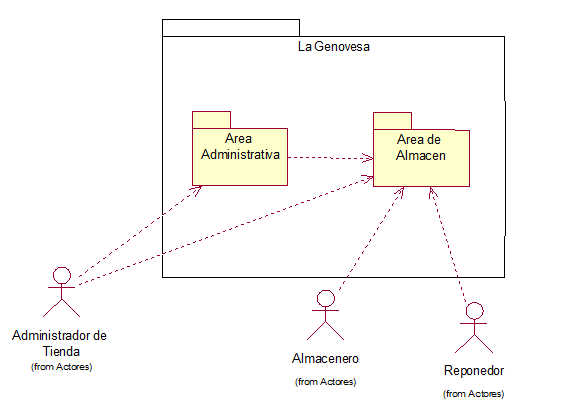 La Genovesa
Area
Administrativa
Area de
Almacen
Administrador de
Tienda
(from Actores)
Almacenero
(from Actores)
Reponedor
(from Actores)